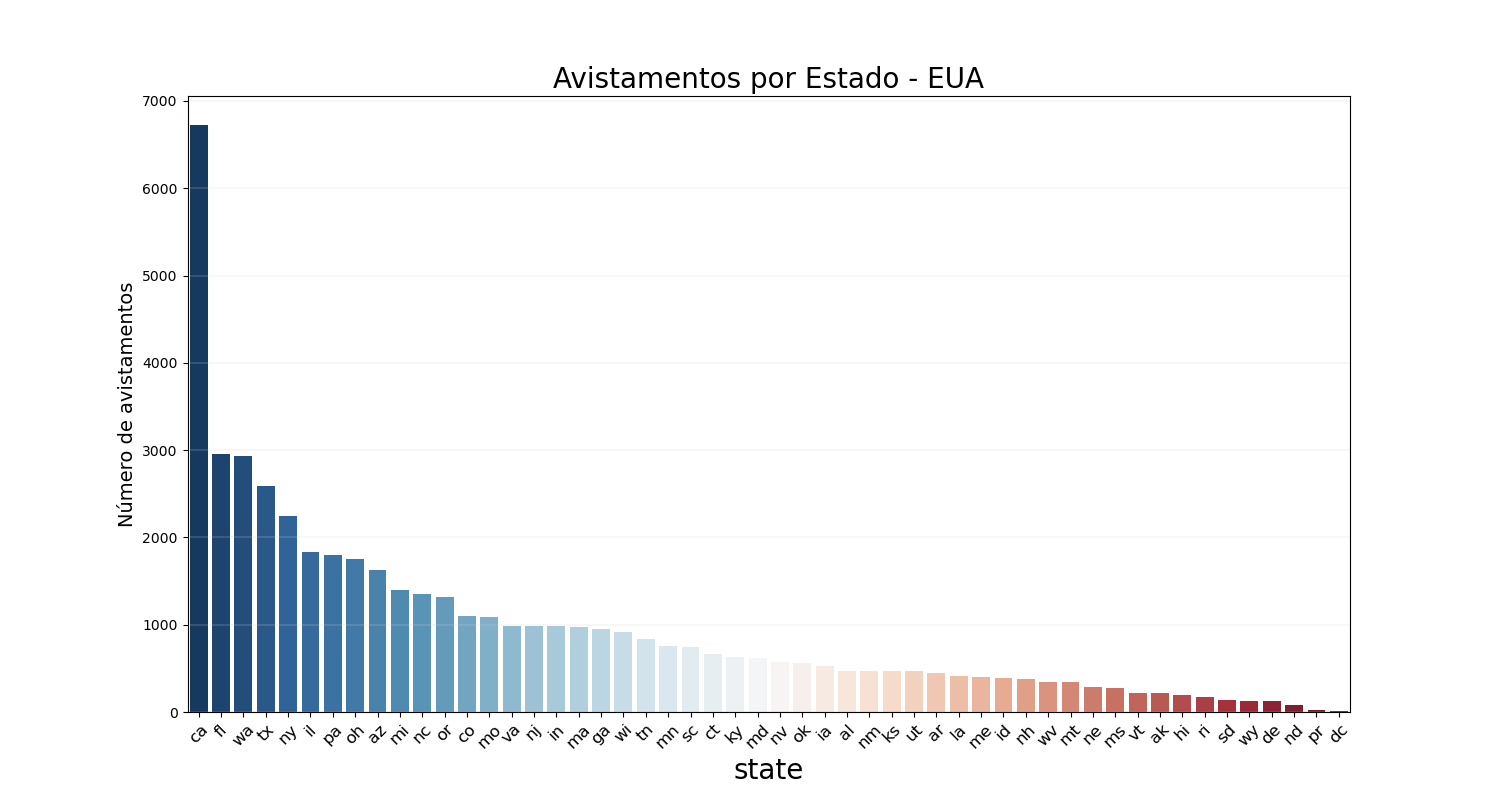 Avistamentos por Estado - EUA
7000
6000
5000
4000
3000
2000
1000
0
Número de avistamentos
ca fl wa tx ny il pa oh az mi nc or co mo va nj in ma ga wi tn mn sc ct ky md nv ok ia al nm ks ut ar la me id nh wv mt ne ms vt ak hi ri sd wy de nd pr dc
state